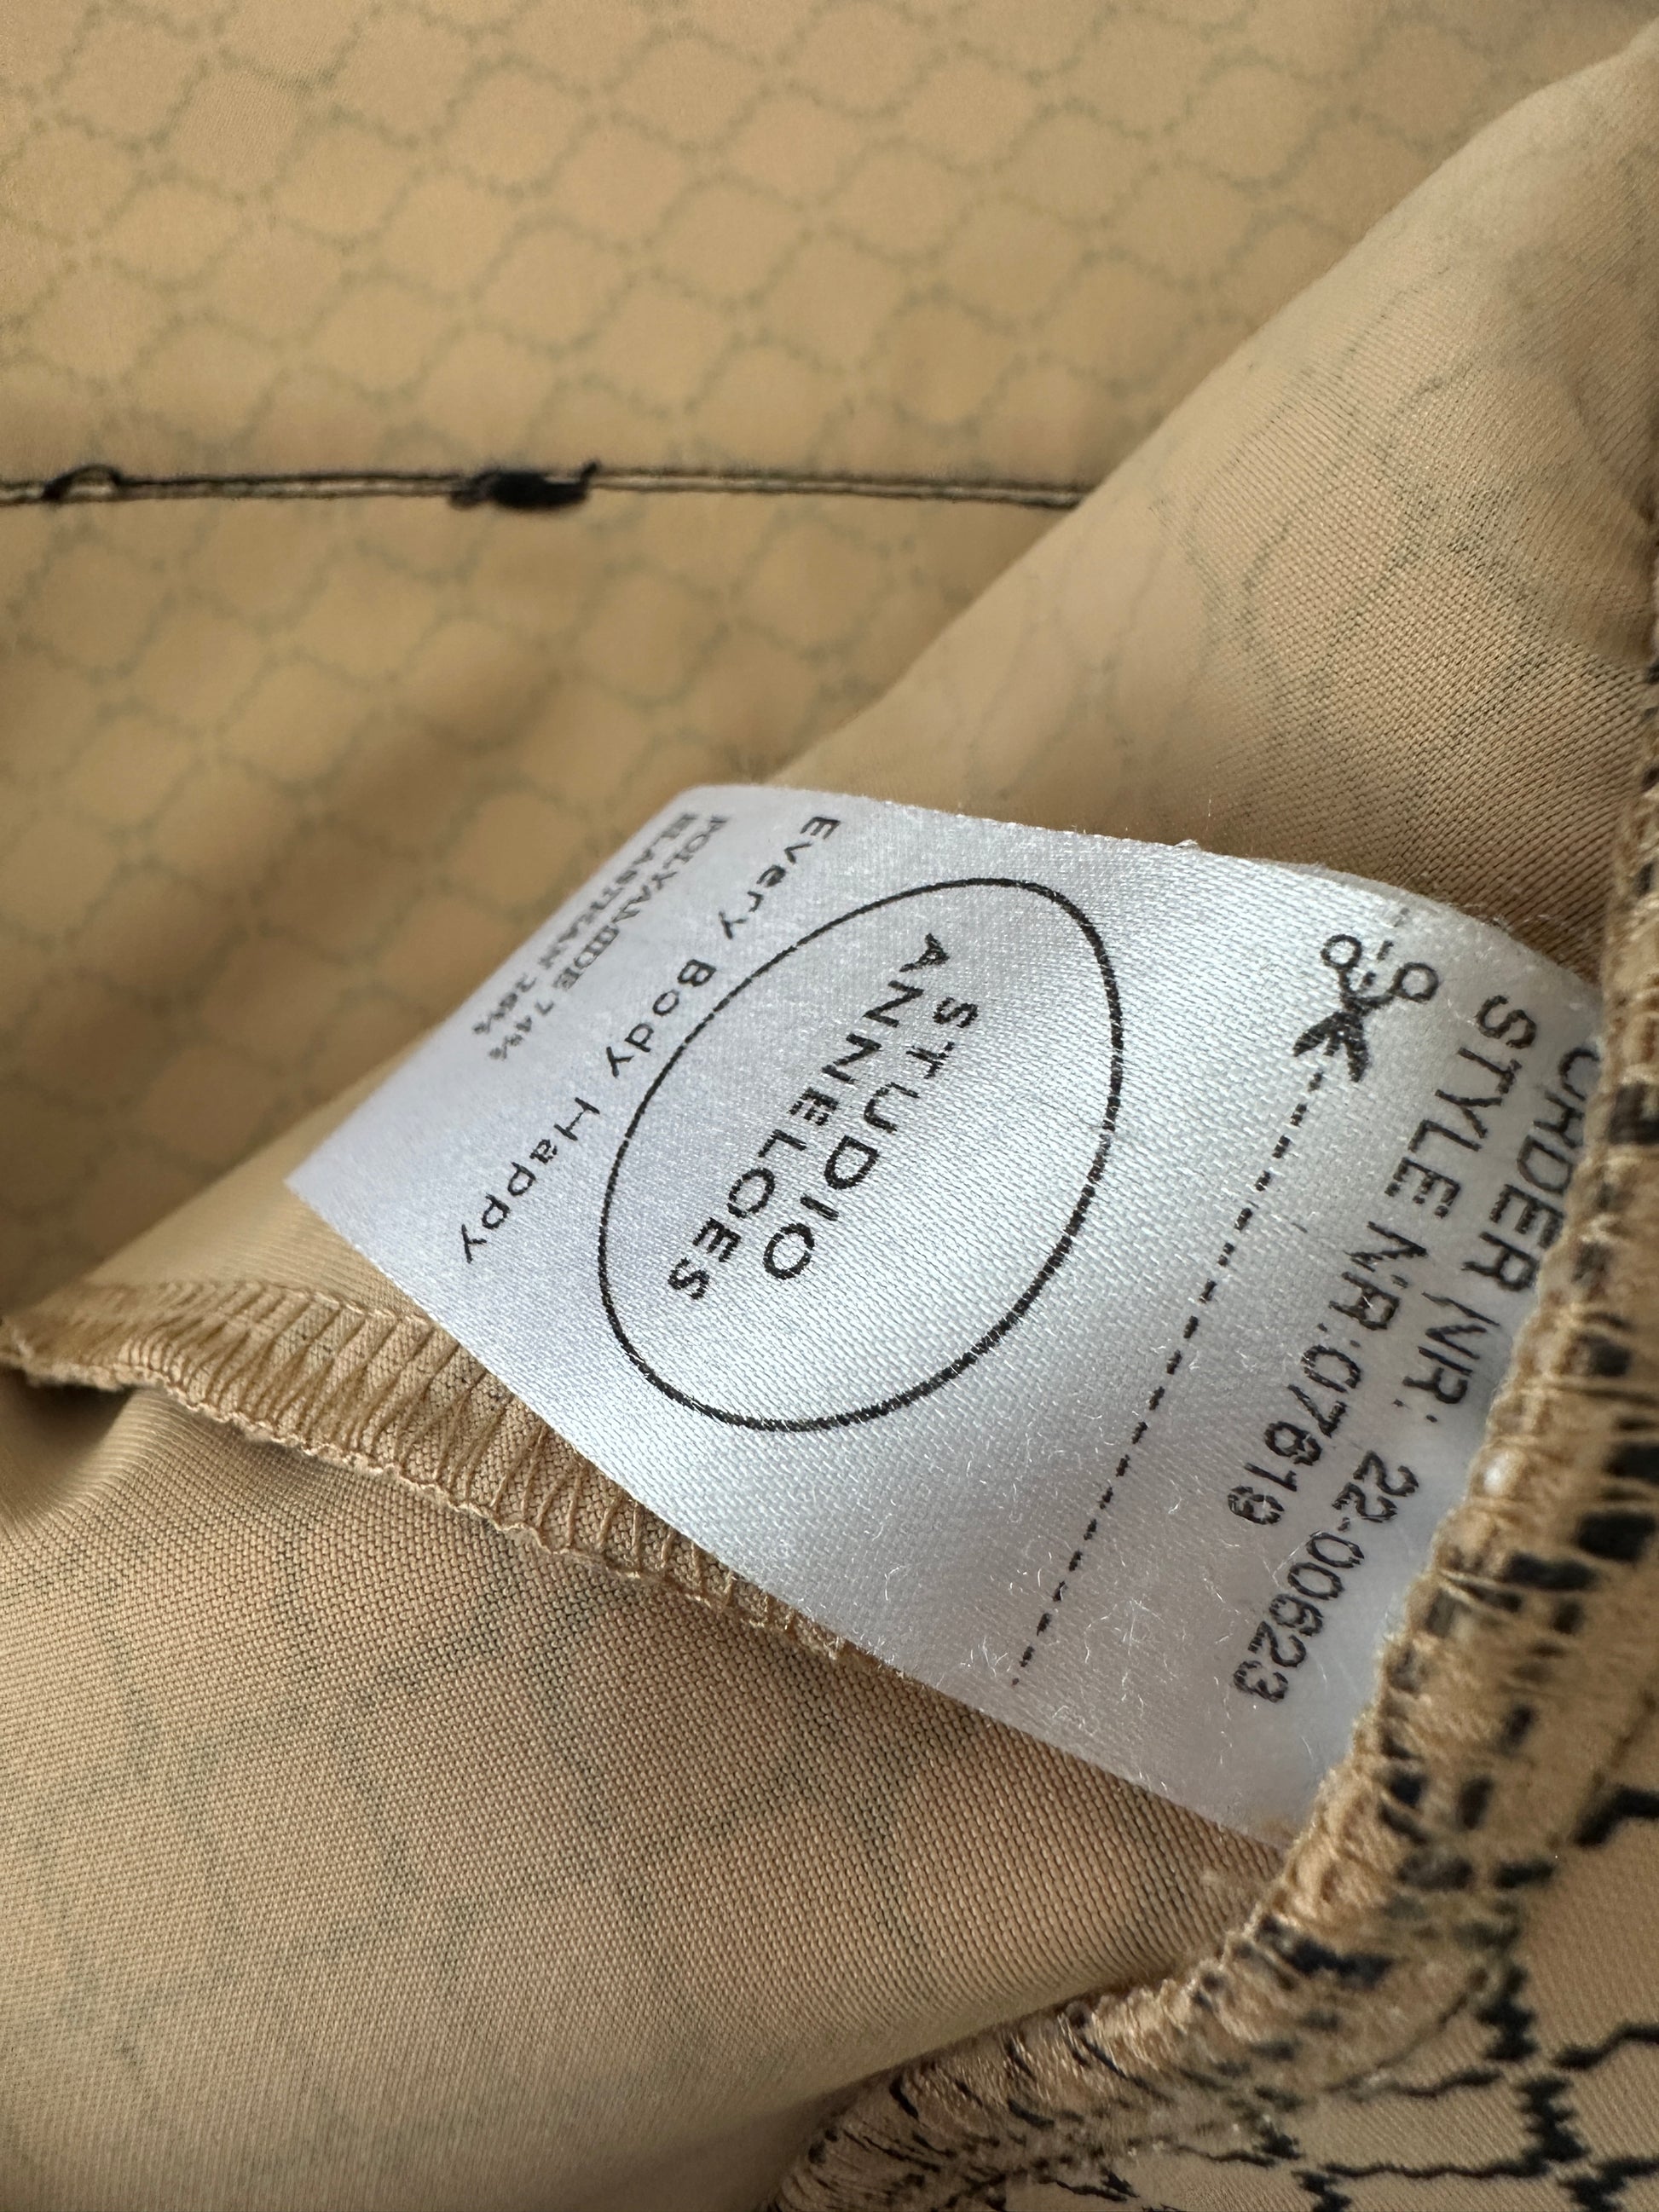 ORDER NR: 22-00623
STYLE NR:07619
STUDIO
ANNELOES
Every Body Happy
POLYAMIDE 74%
ELASTHAN 26%